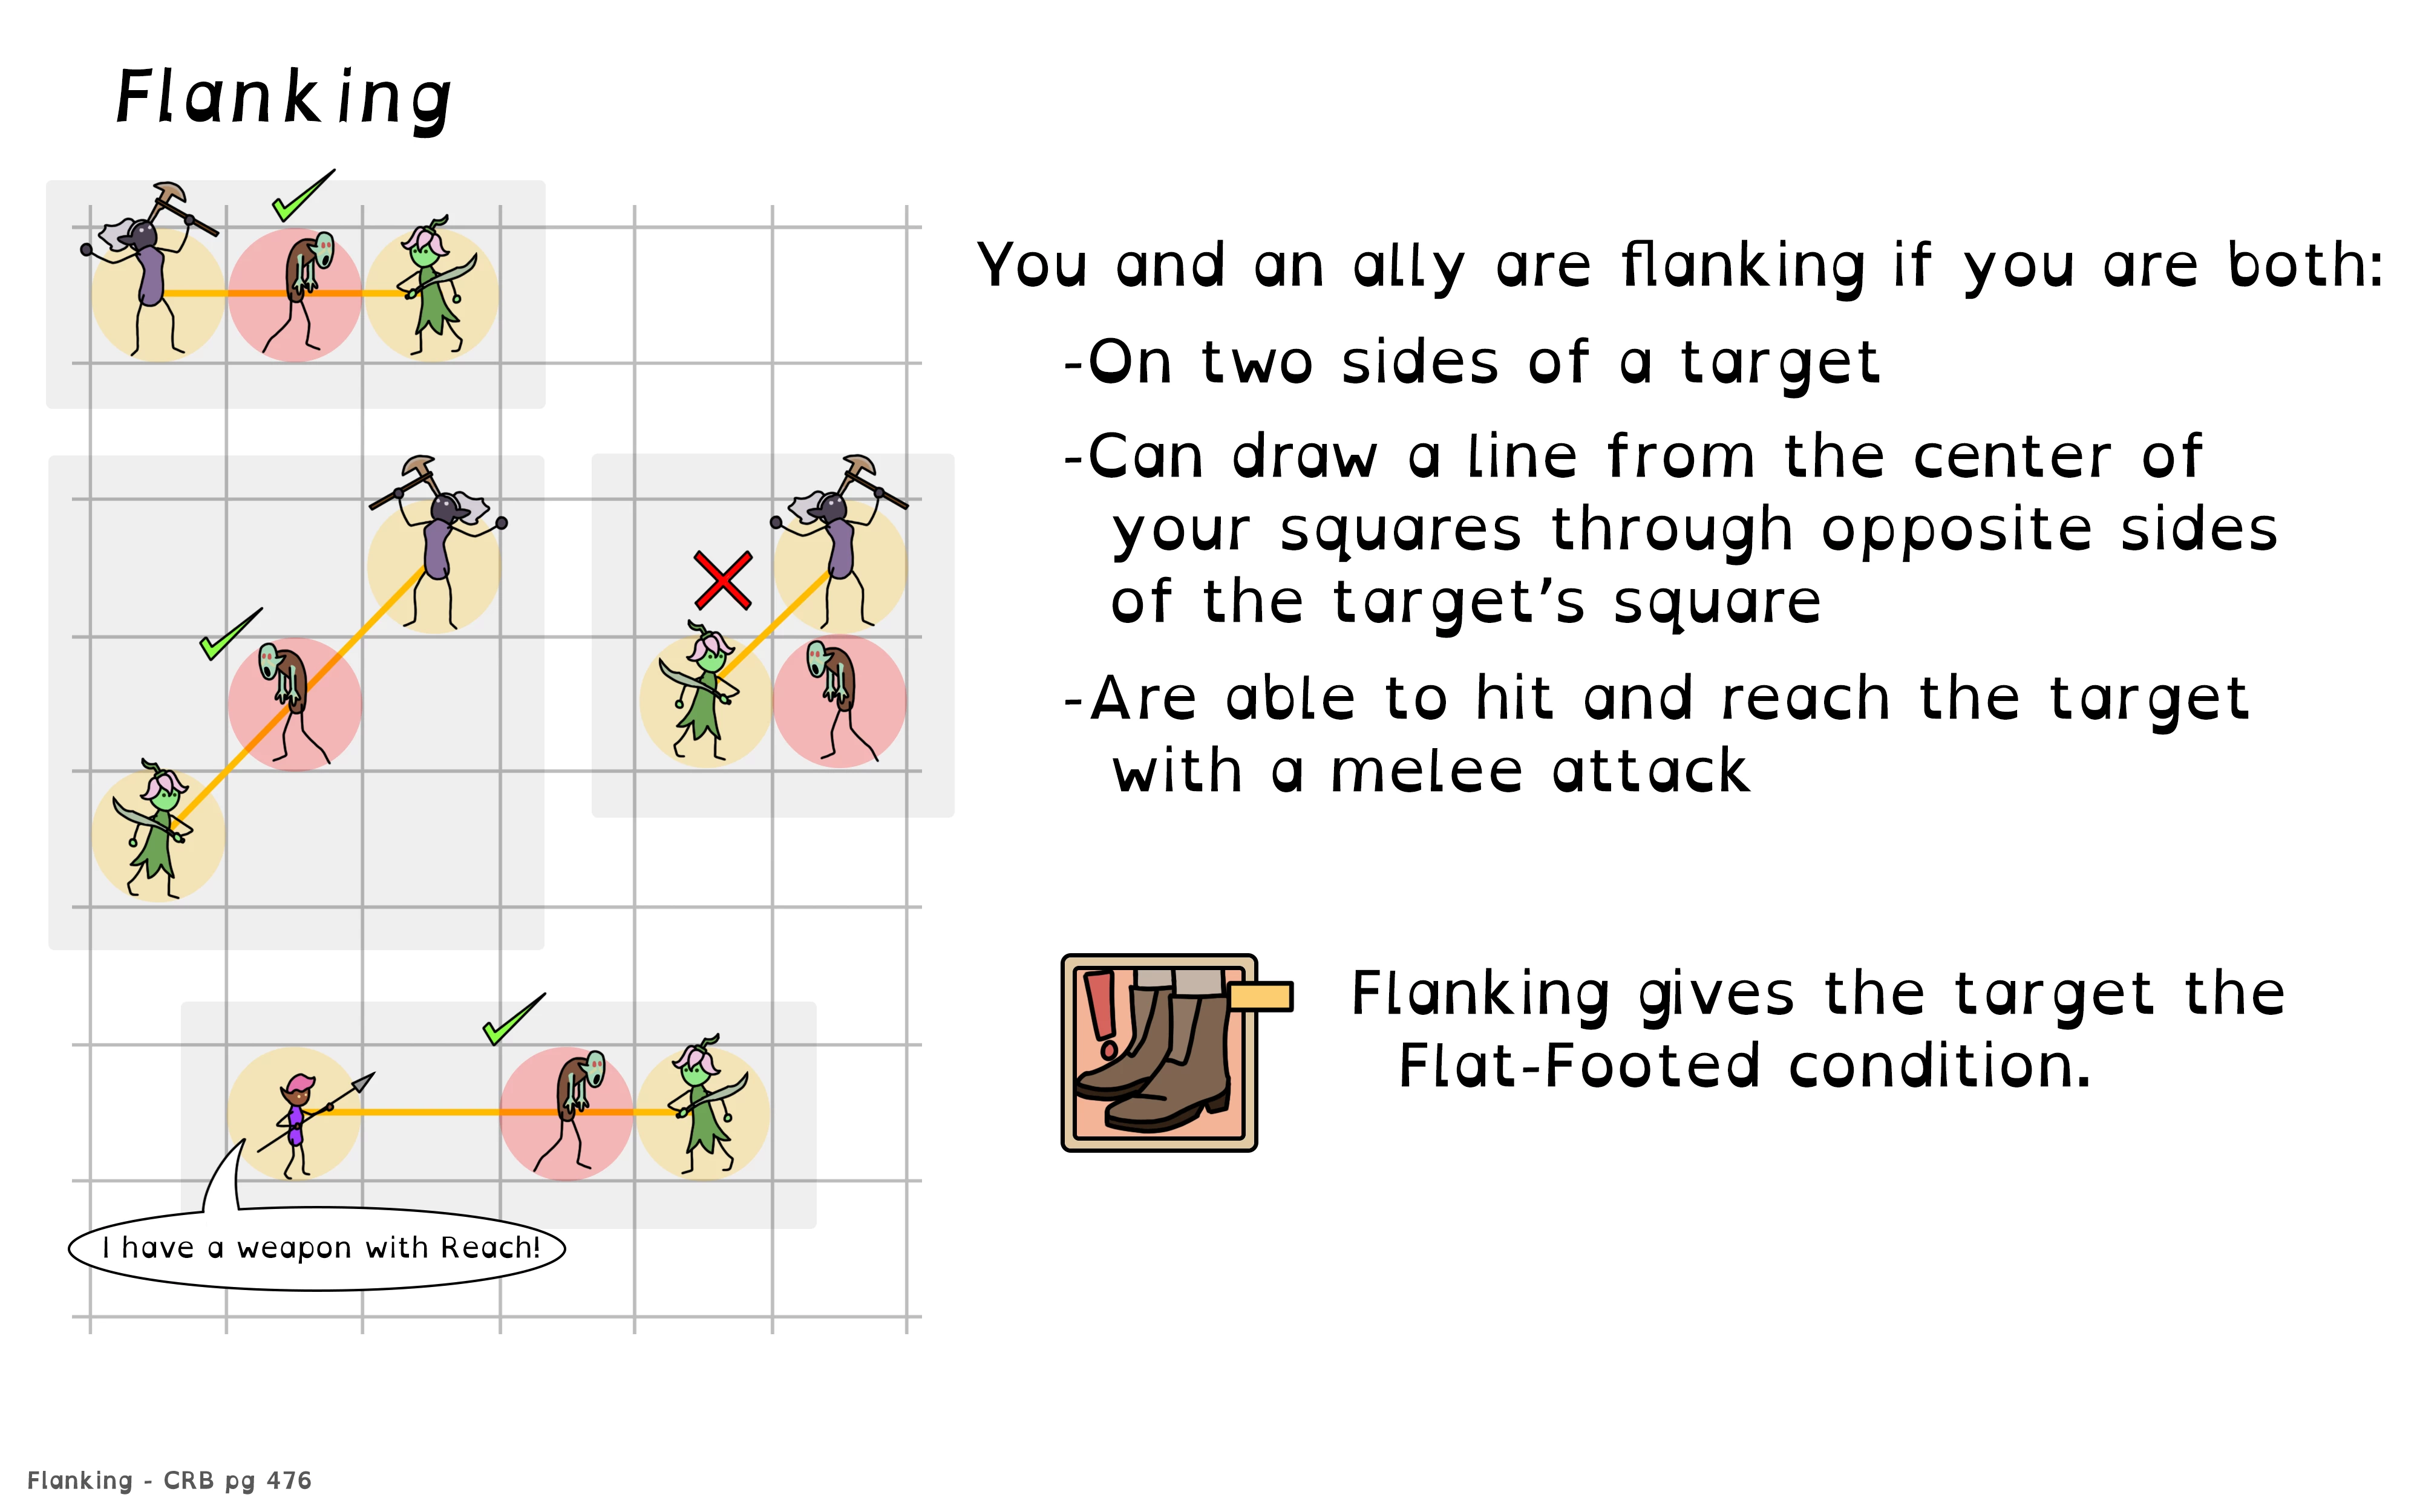 Flanking
You and an ally are flanking if you are both:
-On two sides of a target
-Can draw a line from the center of
your squares through opposite sides
of the target's square
-Are able to hit and reach the target
with a melee attack
Flanking gives the target the
Flat-Footed condition.
I have a weapon with Reach!
Flanking - CRB pg 476